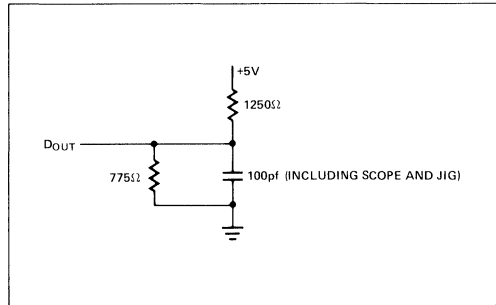 +5V
1250Ω
DOUT
775Ω
100pf (INCLUDING SCOPE AND JIG)